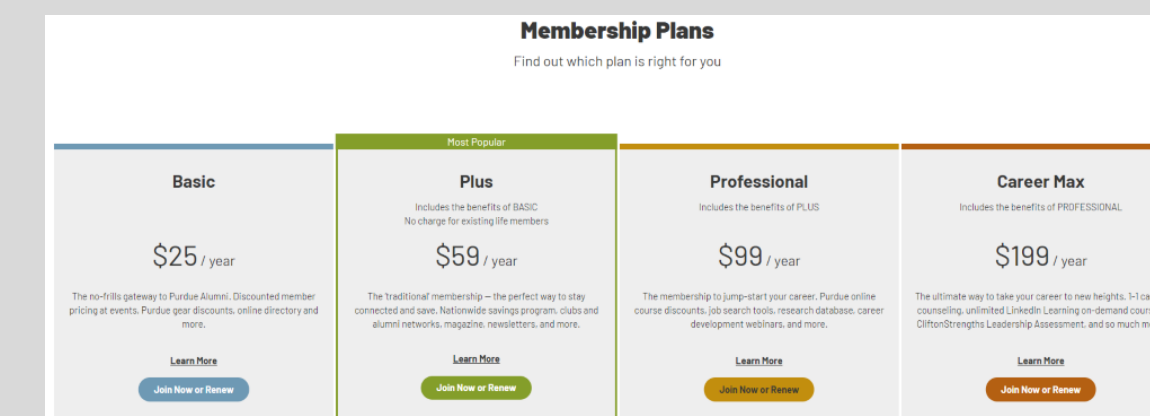 Membership Plans
Find out which plan is right for you
Most Popular
Basic
$25 / year
The no-frills gateway to Purdue Alumni. Discounted member
pricing at events, Purdue gear discounts, online directory and
more.
Learn More
Join Now or Renew
Plus
Includes the benefits of BASIC
No charge for existing life members
$59 / year
The 'traditional' membership — the perfect way to stay
connected and save. Nationwide savings program, clubs and
alumni networks, magazine, newsletters, and more.
Learn More
Join Now or Renew
Professional
Includes the benefits of PLUS
$99 / year
The membership to jump-start your career. Purdue online
course discounts, job search tools, research database, career
development webinars, and more.
Learn More
Join Now or Renew
Career Max
Includes the benefits of PROFESSIONAL
$199 / year
The ultimate way to take your career to new heights. 1-1
counseling, unlimited LinkedIn Learning on-demand
CliftonStrengths Leadership Assessment, and so much
Learn More
Join Now or Renew